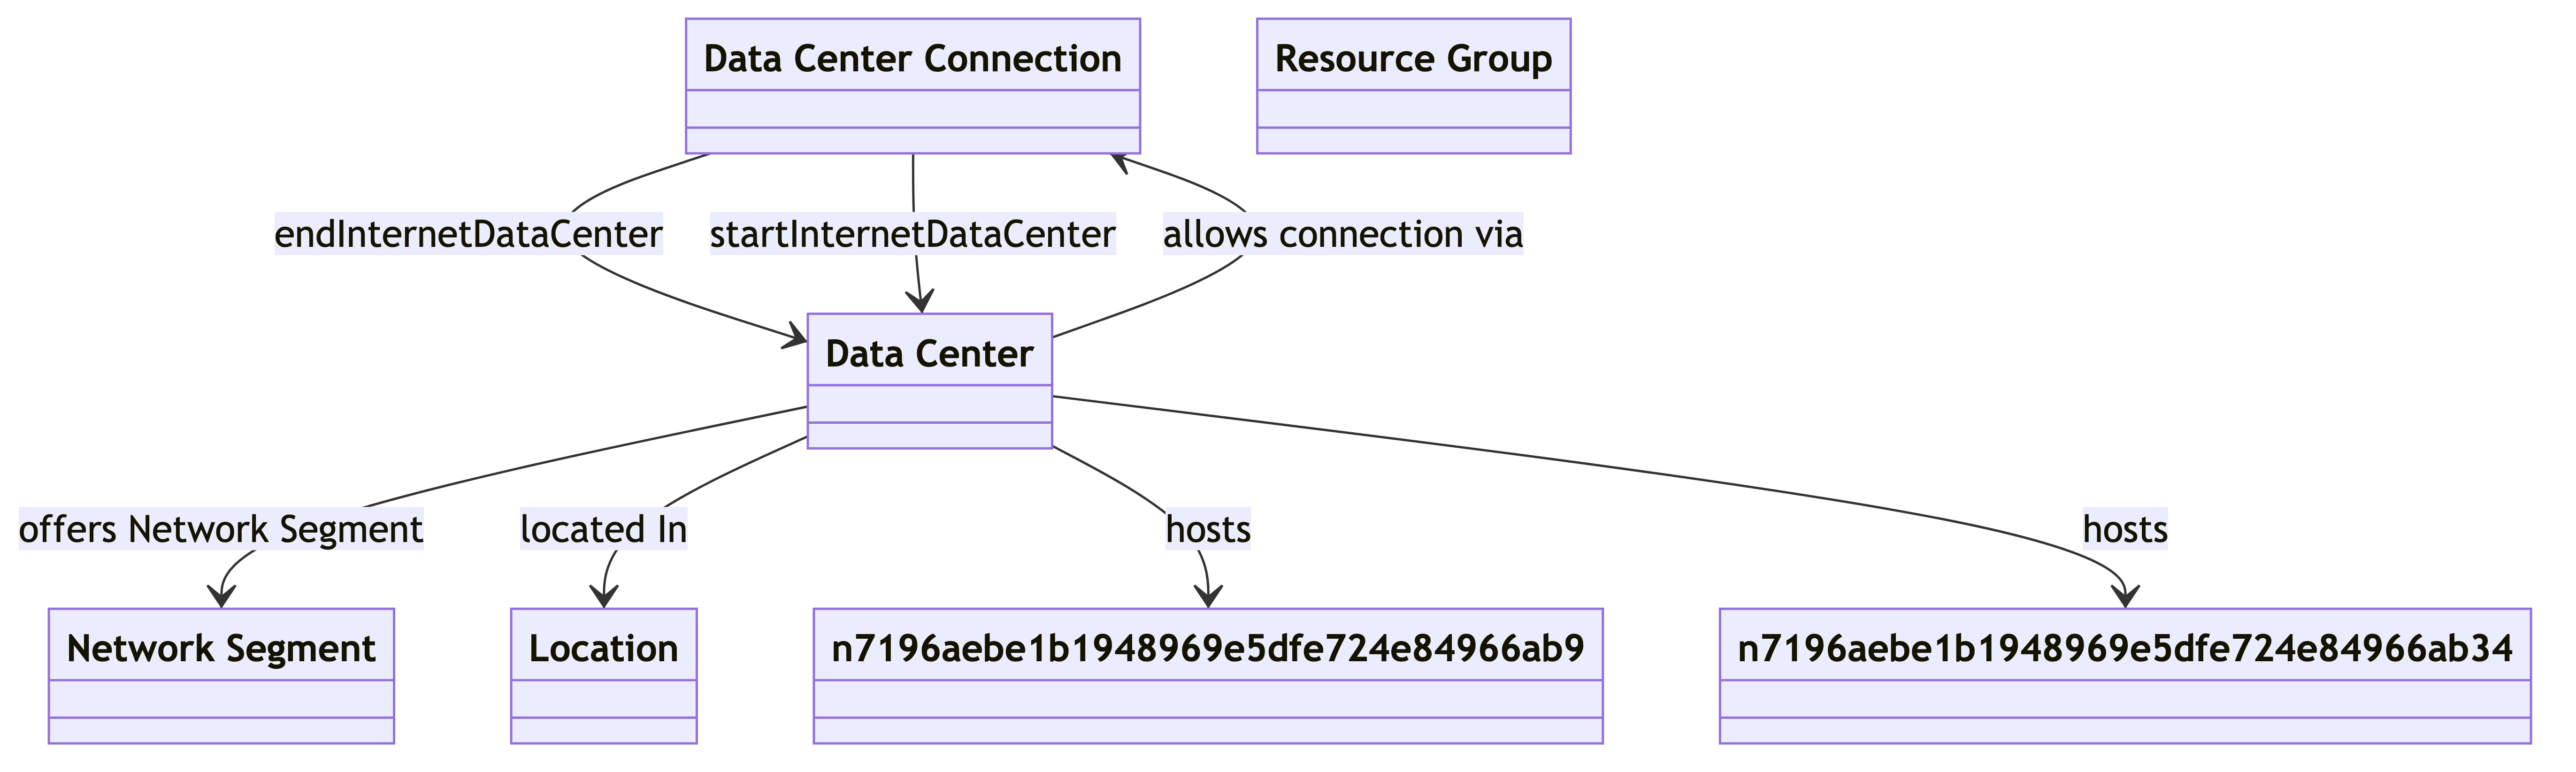 Data Center Connection
Resource Group
endInternetDataCenter
startInternetDataCenter
allows connection via
Data Center
offers Network Segment
located In
hosts
hosts
Network Segment
Location
n7196aebe1b1948969e5dfe724e84966ab9
n7196aebe1b1948969e5dfe724e84966ab34